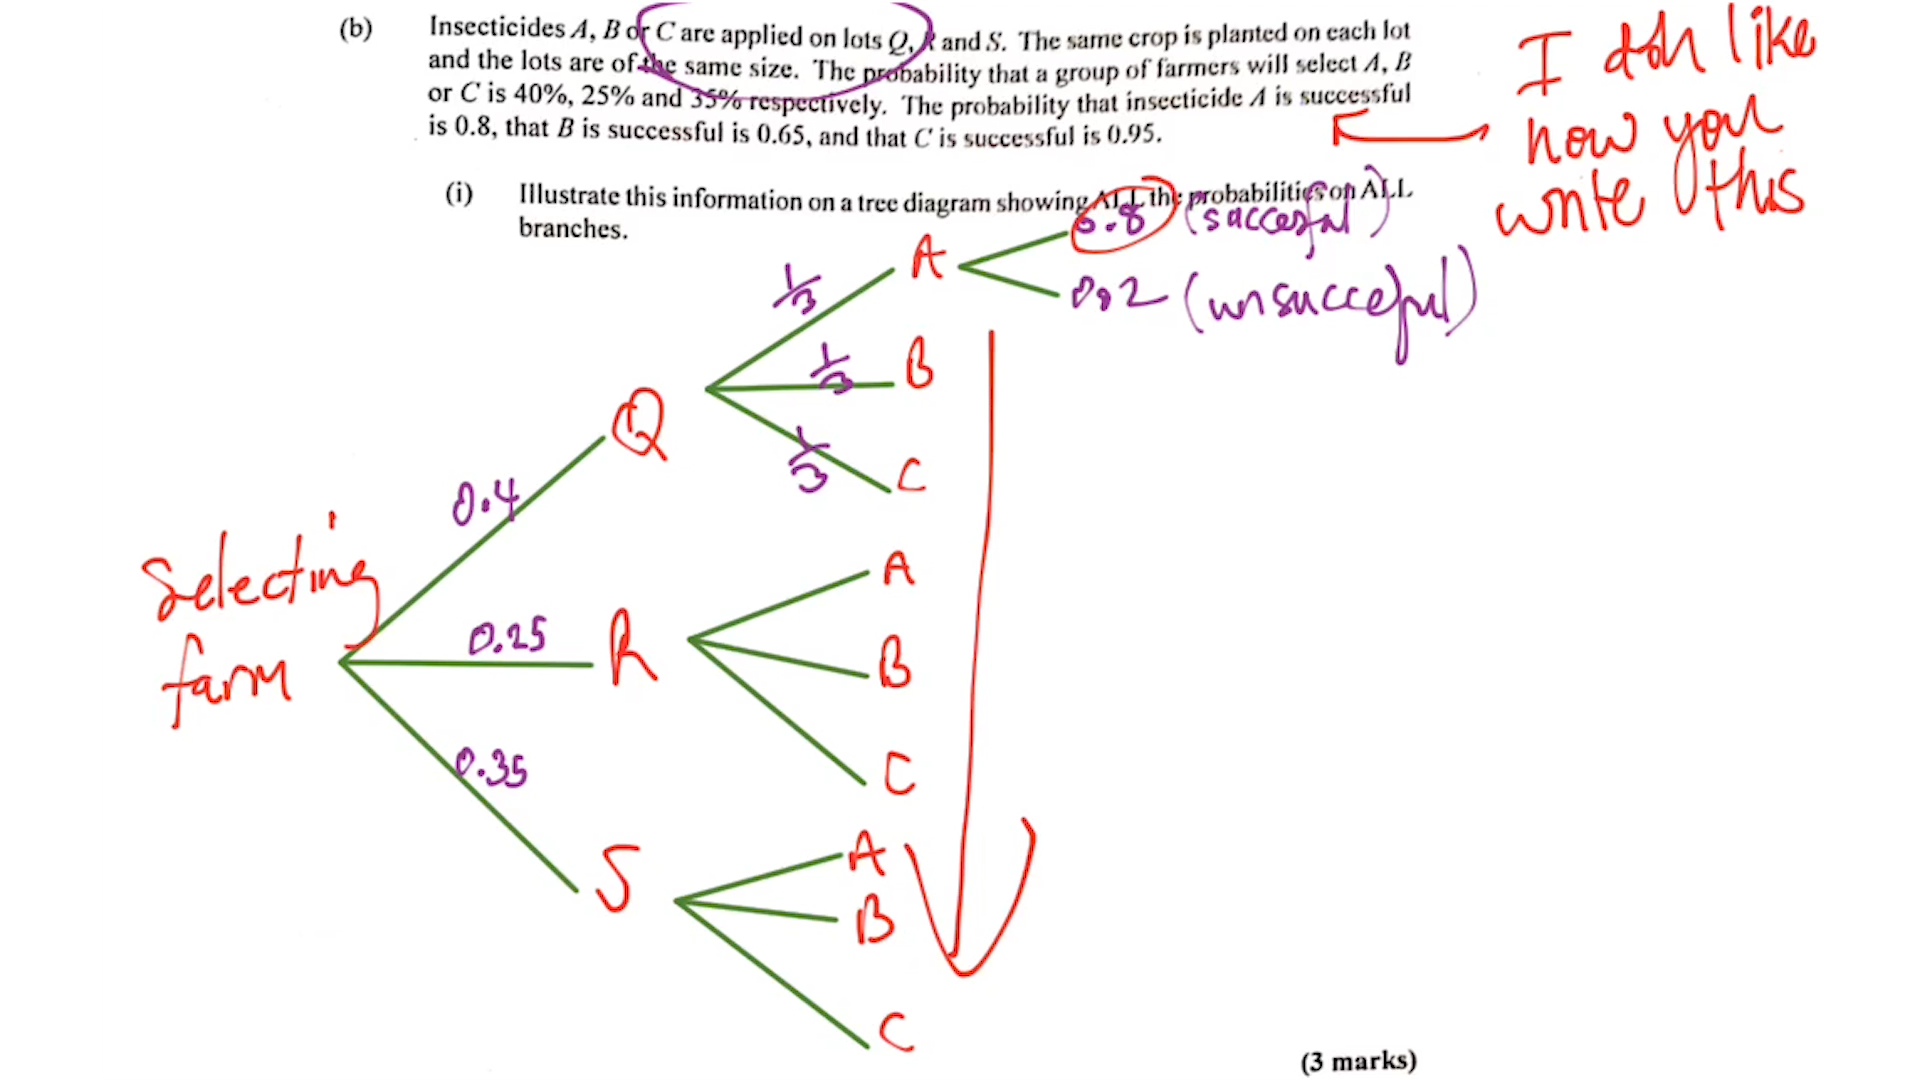 (b) Insecticides A, B or C are applied on lots Q, R and S. The same crop is planted on each lot
and the lots are of the same size. The probability that a group of farmers will select A, B
or C is 40%, 25% and 35% respectively. The probability that insecticide A is successful
is 0.8, that B is successful is 0.65, and that C is successful is 0.95.
I doh like
how you
write this
(i) Illustrate this information on a tree diagram showing ALL the probabilities on ALL
branches.
0.8 (succesful)
A
0.2 (unsucceful)
1/3
1/3
B
1/3
C
Q
0.4
Selecting
farm
0.25
R
A
B
C
0.35
S
A
B
C
(3 marks)